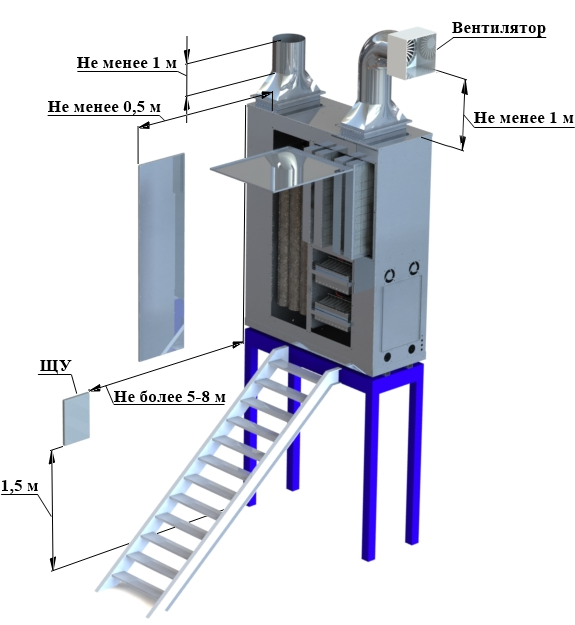 Вентилятор
Не менее 1 м
Не менее 0,5 м
Не менее 1 м
ЩУ
Не более 5-8 м
1,5 м